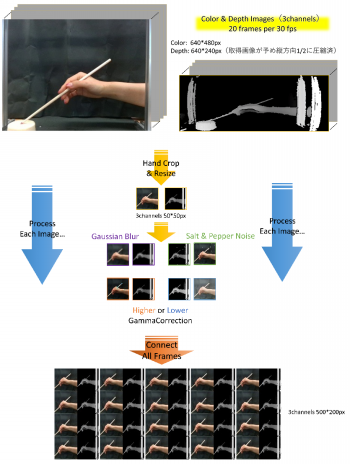 Color & Depth Images（3channels）
20 frames per 30 fps
Color:  640*480px
Depth: 640*240px（取得画像が予め縦方向1/2に圧縮済）
Hand Crop
& Resize
3channels 50*50px
Process
Each Image…
Process
Each Image…
Gaussian Blur
Salt & Pepper Noise
Higher or Lower
GammaCorrection
Connect
All Frames
3channels 500*200px